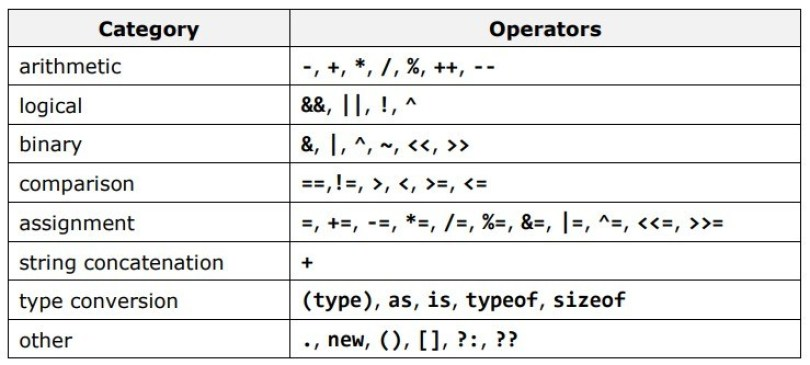 Category Operators
arithmetic -, +, *, /, %, ++, --
logical &&, ||, !, ^
binary &, |, ^, ~, <<, >>
comparison ==,!=, >, <, >=, <=
assignment =, +=, -=, *=, /=, %=, &=, |=, ^=, <<=, >>=
string concatenation +
type conversion (type), as, is, typeof, sizeof
other ., new, (), [], ?:, ??